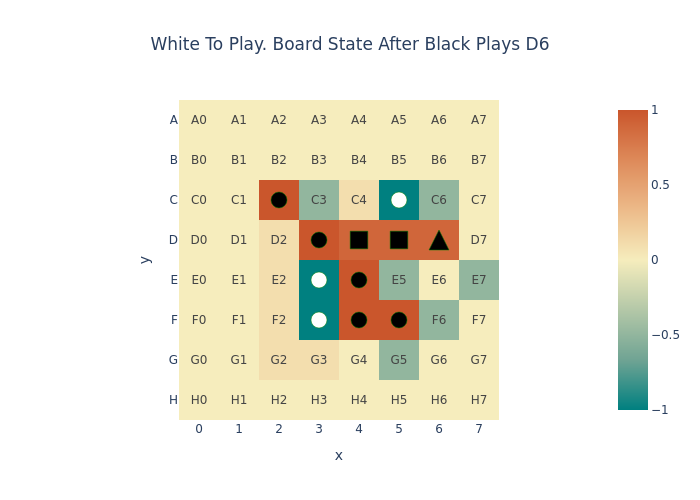 White To Play. Board State After Black Plays D6
A A0 A1 A2 A3 A4 A5 A6 A7 1
B B0 B1 B2 B3 B4 B5 B6 B7
C C0 C1 C3 C4 C6 C7 0.5
D D0 D1 D2 D7
y 0
E E0 E1 E2 E5 E6 E7
F F0 F1 F2 F6 F7 −0.5
G G0 G1 G2 G3 G4 G5 G6 G7
H H0 H1 H2 H3 H4 H5 H6 H7 −1
0 1 2 3 4 5 6 7
x